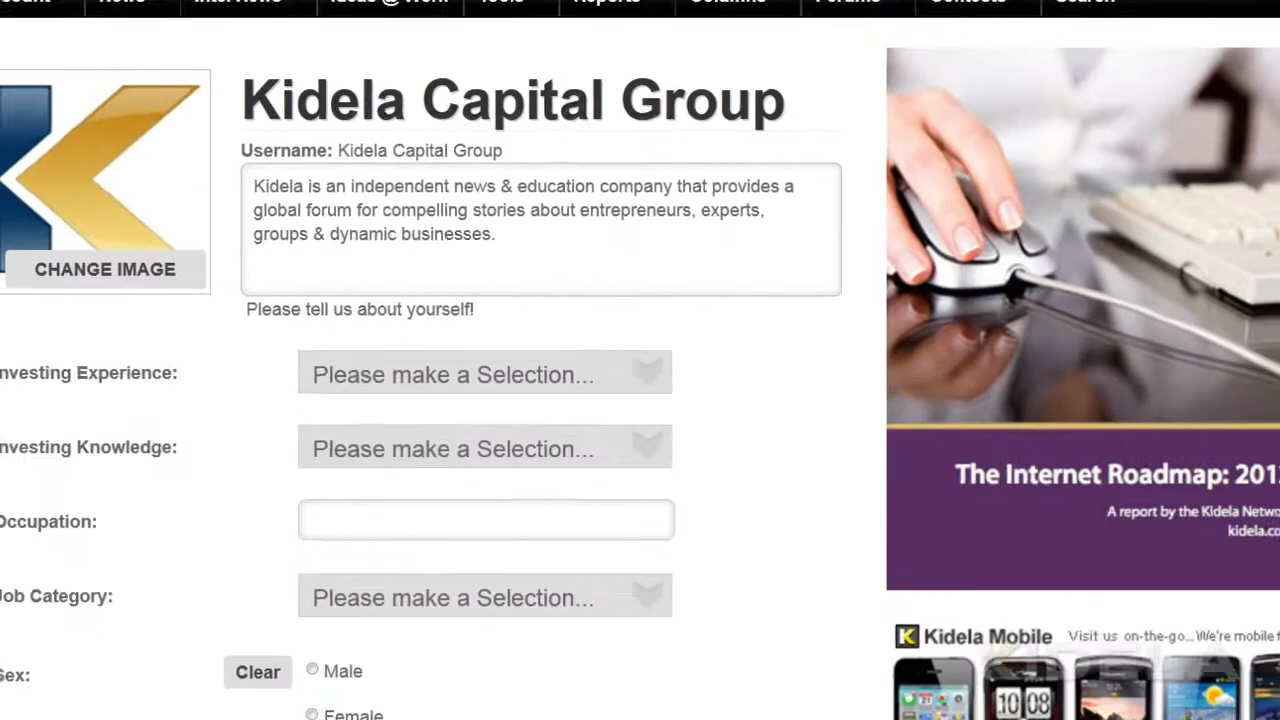 Kidela Capital Group
Username: Kidela Capital Group
Kidela is an independent news & education company that provides a
global forum for compelling stories about entrepreneurs, experts,
groups & dynamic businesses.
CHANGE IMAGE
Please tell us about yourself!
nvesting Experience:
Please make a Selection...
nvesting Knowledge:
Please make a Selection...
Occupation:
Job Category:
Please make a Selection...
Sex:
Clear
Male
Female
The Internet Roadmap: 201
A report by the Kidela Netwo
kidela.co
K Kidela Mobile
Visit us on-the-go... We're mobile f
10 08
KIDELA